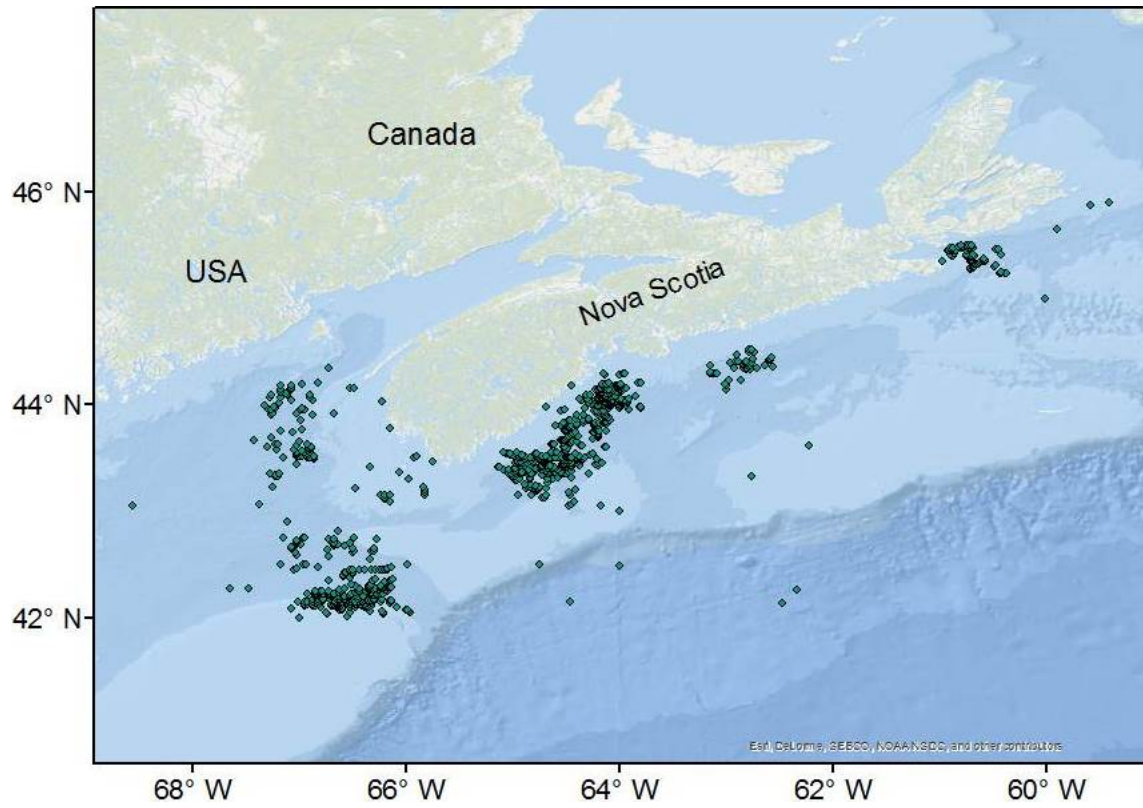 Canada
46° N
USA
Nova Scotia
44° N
42° N
Esri, DeLorme, GEBCO, NOAA NGDC, and other contributors
68° W 66° W 64° W 62° W 60° W